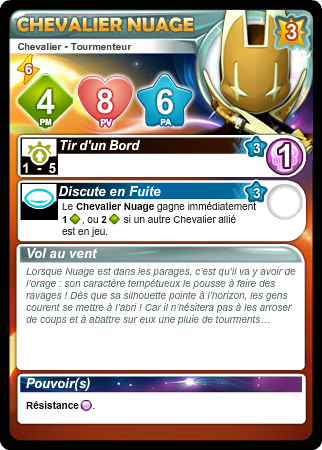 CHEVALIER NUAGE
3
Chevalier - Tourmenteur
6
4
PM
8
PV
6
PA
Tir d'un Bord
3
1
1 - 5
Discute en Fuite
3
Le Chevalier Nuage gagne immédiatement
1 , ou 2 si un autre Chevalier allié
est en jeu.
Vol au vent
Lorsque Nuage est dans les parages, c'est qu'il va y avoir de
l'orage : son caractère tempétueux le pousse à faire des
ravages ! Dès que sa silhouette pointe à l'horizon, les gens
courent se mettre à l'abri ! Car il n'hésitera pas à les arroser
de coups et à abattre sur eux une pluie de tourments...
Pouvoir(s)
Résistance .